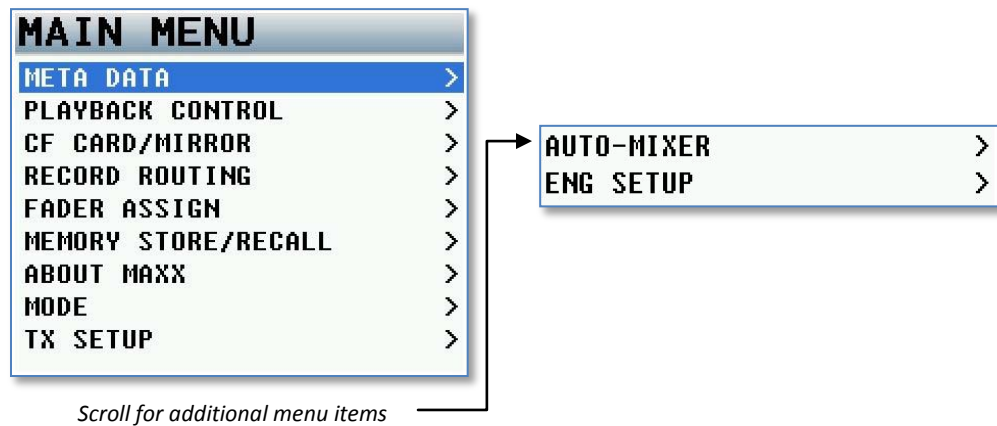 MAIN MENU
META DATA >
PLAYBACK CONTROL >
CF CARD/MIRROR >
RECORD ROUTING >
FADER ASSIGN >
MEMORY STORE/RECALL >
ABOUT MAXX >
MODE >
TX SETUP >
Scroll for additional menu items
AUTO-MIXER >
ENG SETUP >